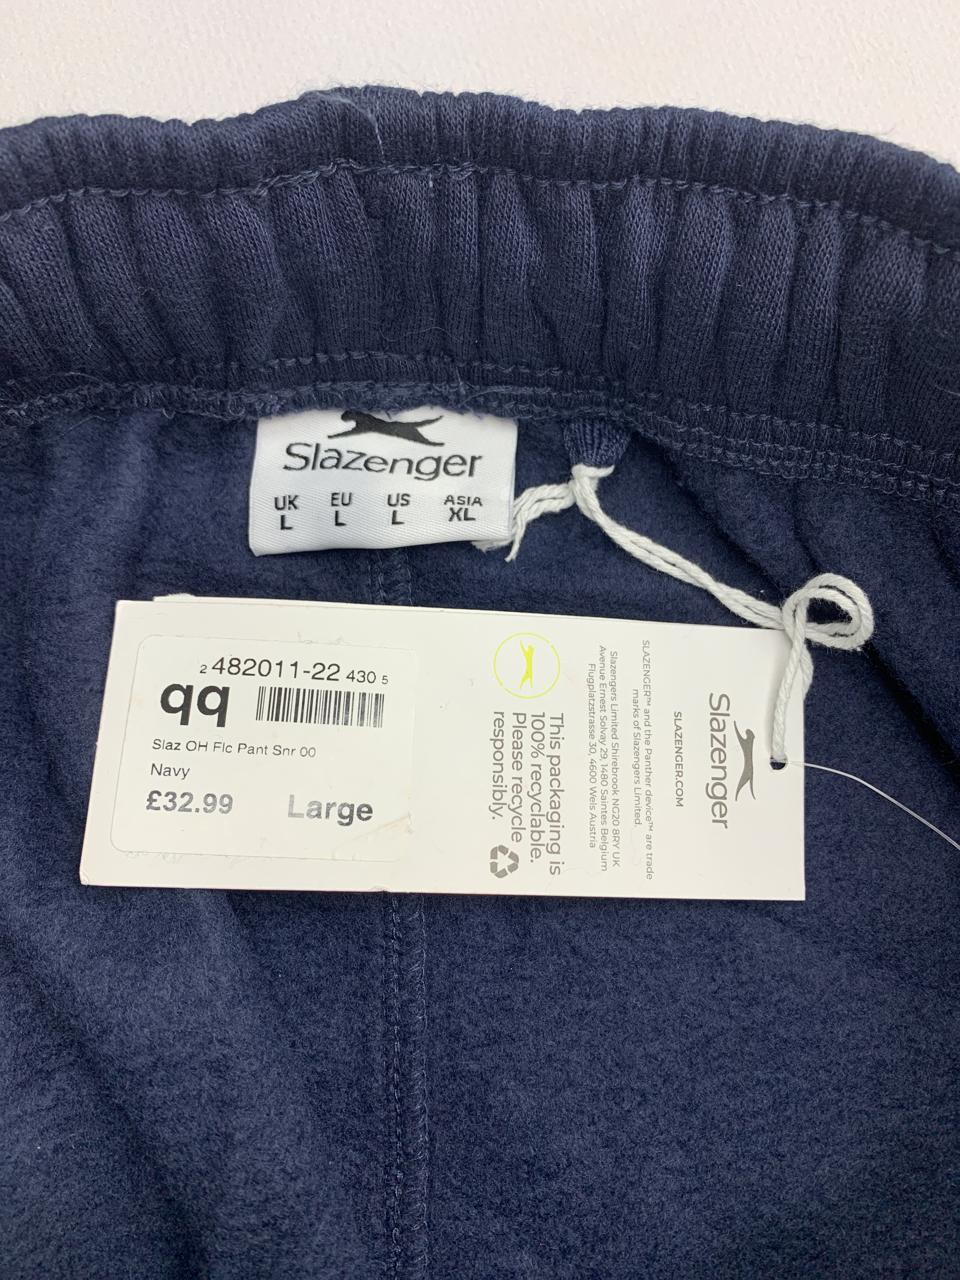 Slazenger
UK EU US ASIA
L L L XL
2 482011-22 430 5
qq
Slaz OH Flc Pant Snr 00
Navy
£32.99 Large
This packaging is
100% recyclable.
Please recycle
responsibly.
SLAZENGER™ and the Panther device™ are trade
marks of Slazengers Limited.
Slazengers Limited Shirebrook NG20 8RY UK
Avenue Ernest Solvay 29, 1480 Saintes Belgium
Flugplatzstrasse 30, 4600 Wels Austria
SLAZENGER.COM
Slazenger